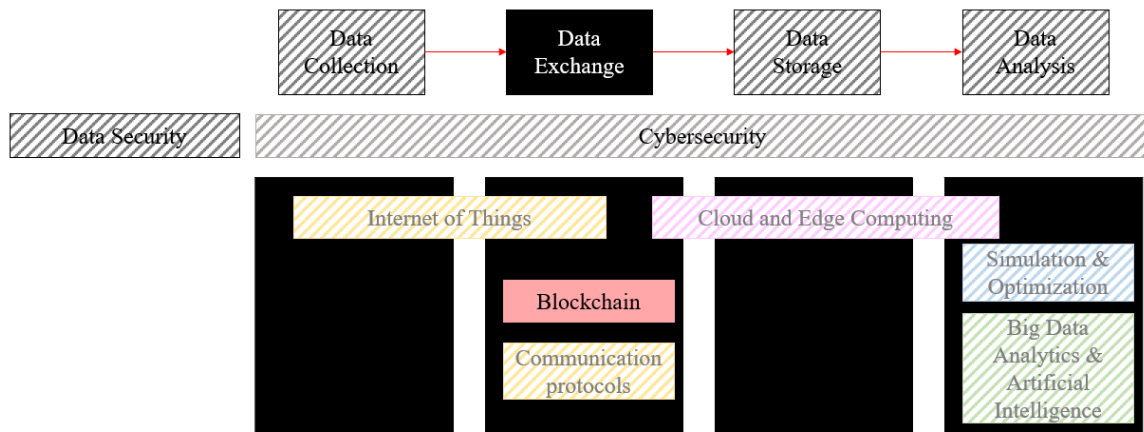 Data
Collection
Data
Exchange
Data
Storage
Data
Analysis
Data Security
Cybersecurity
Internet of Things
Cloud and Edge Computing
Simulation &
Optimization
Blockchain
Communication
protocols
Big Data
Analytics &
Artificial
Intelligence